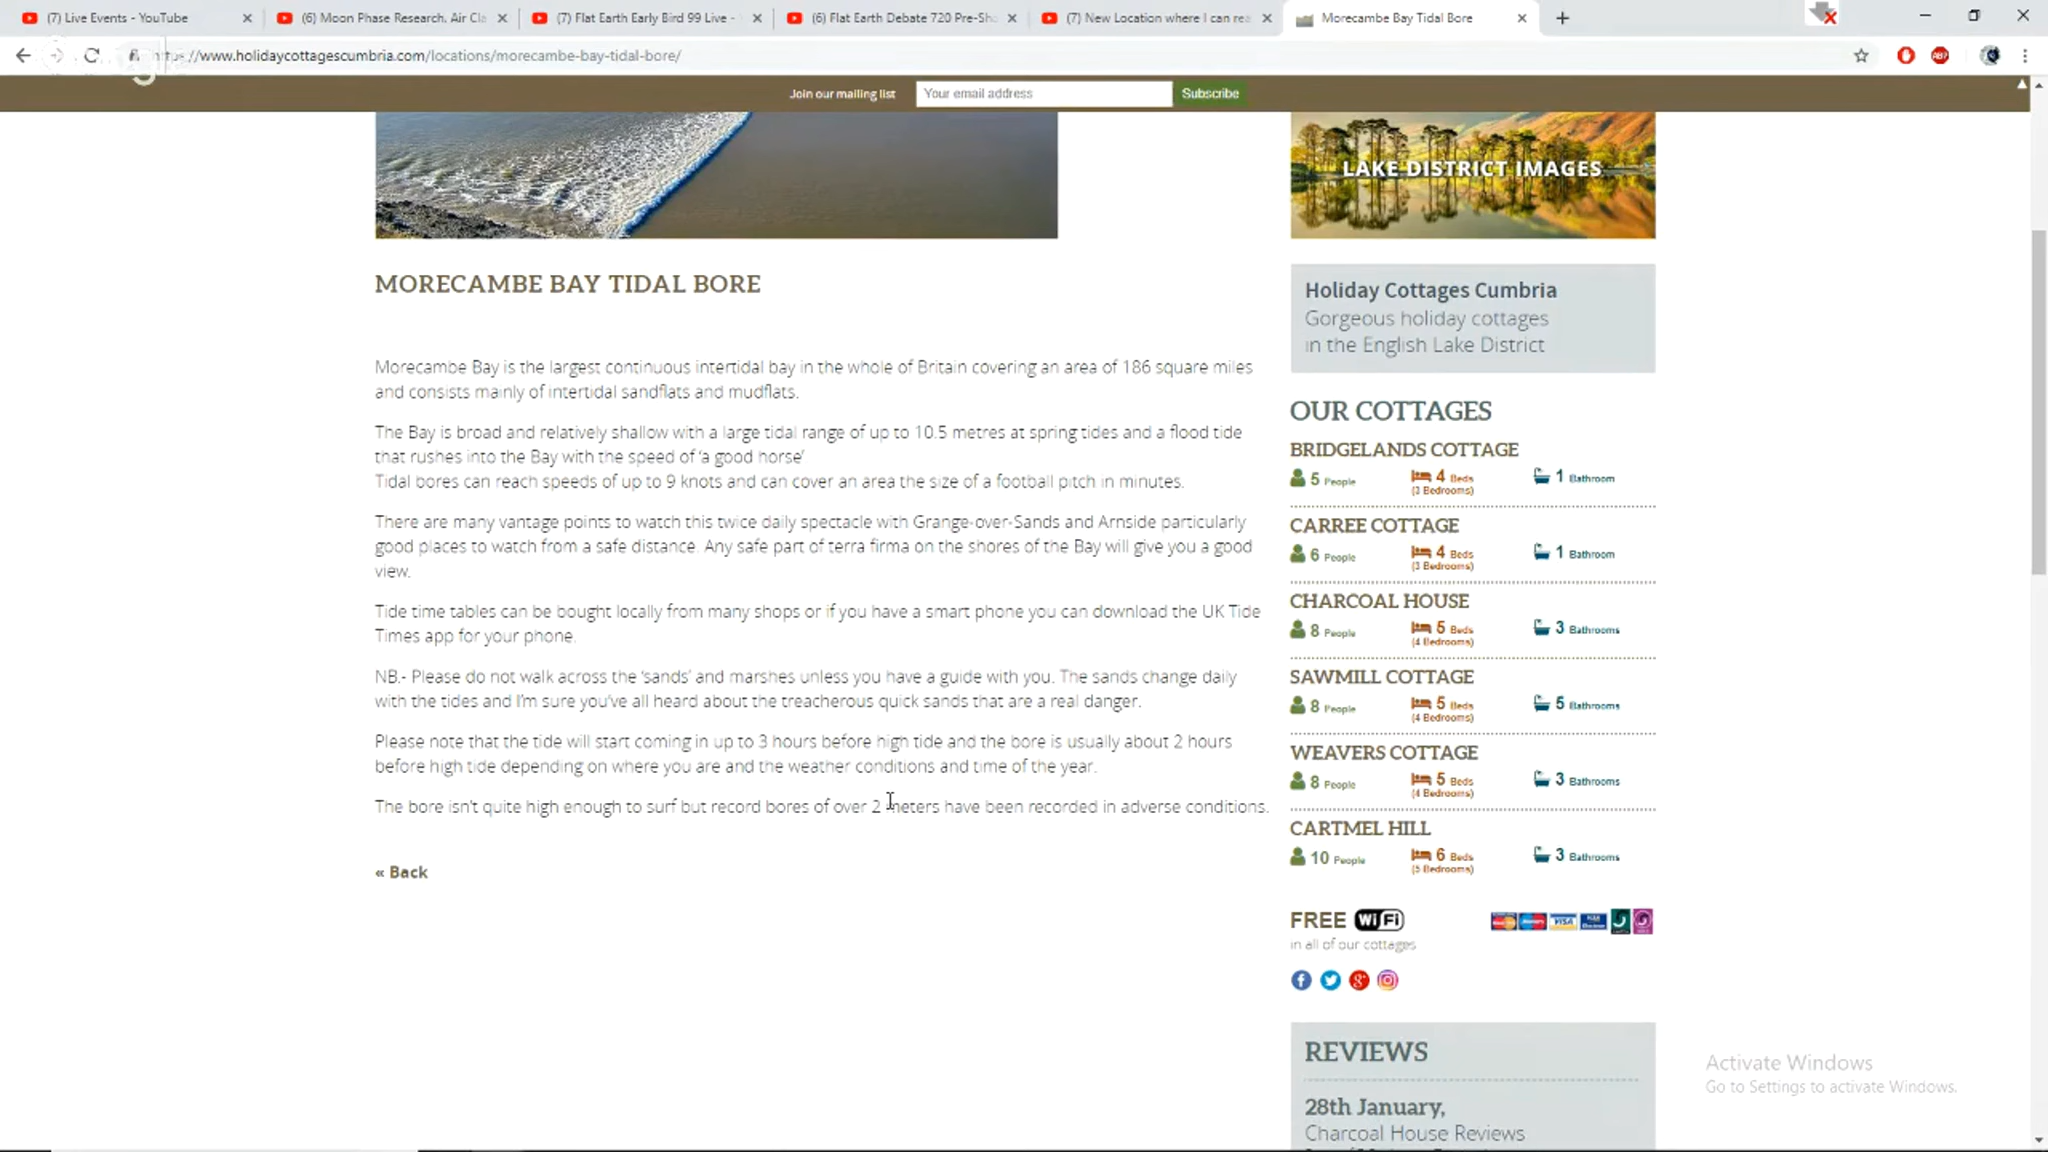 (7) Live Events - YouTube
(6) Moon Phase Research, Air Cla
(7) Flat Earth Early Bird 99 Live -
(6) Flat Earth Debate 720 Pre-Sho
(7) New Location where I can rea
Morecambe Bay Tidal Bore
https://www.holidaycottagescumbria.com/locations/morecambe-bay-tidal-bore/
Join our mailing list
Your email address
Subscribe
LAKE DISTRICT IMAGES
MORECAMBE BAY TIDAL BORE
Morecambe Bay is the largest continuous intertidal bay in the whole of Britain covering an area of 186 square miles
and consists mainly of intertidal sandflats and mudflats.
The Bay is broad and relatively shallow with a large tidal range of up to 10.5 metres at spring tides and a flood tide
that rushes into the Bay with the speed of 'a good horse'
Tidal bores can reach speeds of up to 9 knots and can cover an area the size of a football pitch in minutes.
There are many vantage points to watch this twice daily spectacle with Grange-over-Sands and Arnside particularly
good places to watch from a safe distance. Any safe part of terra firma on the shores of the Bay will give you a good
view.
Tide time tables can be bought locally from many shops or if you have a smart phone you can download the UK Tide
Times app for your phone.
NB.- Please do not walk across the 'sands' and marshes unless you have a guide with you. The sands change daily
with the tides and I'm sure you've all heard about the treacherous quick sands that are a real danger.
Please note that the tide will start coming in up to 3 hours before high tide and the bore is usually about 2 hours
before high tide depending on where you are and the weather conditions and time of the year.
The bore isn't quite high enough to surf but record bores of over 2 meters have been recorded in adverse conditions.
« Back
Holiday Cottages Cumbria
Gorgeous holiday cottages
in the English Lake District
OUR COTTAGES
BRIDGELANDS COTTAGE
5 People 4 Beds 1 Bathroom
(3 Bedrooms)
CARREE COTTAGE
6 People 4 Beds 1 Bathroom
(3 Bedrooms)
CHARCOAL HOUSE
8 People 5 Beds 3 Bathrooms
(4 Bedrooms)
SAWMILL COTTAGE
8 People 5 Beds 5 Bathrooms
(4 Bedrooms)
WEAVERS COTTAGE
8 People 5 Beds 3 Bathrooms
(4 Bedrooms)
CARTMEL HILL
10 People 6 Beds 3 Bathrooms
(5 Bedrooms)
FREE WiFi
in all of our cottages
VISA
REVIEWS
28th January,
Charcoal House Reviews
Activate Windows
Go to Settings to activate Windows.